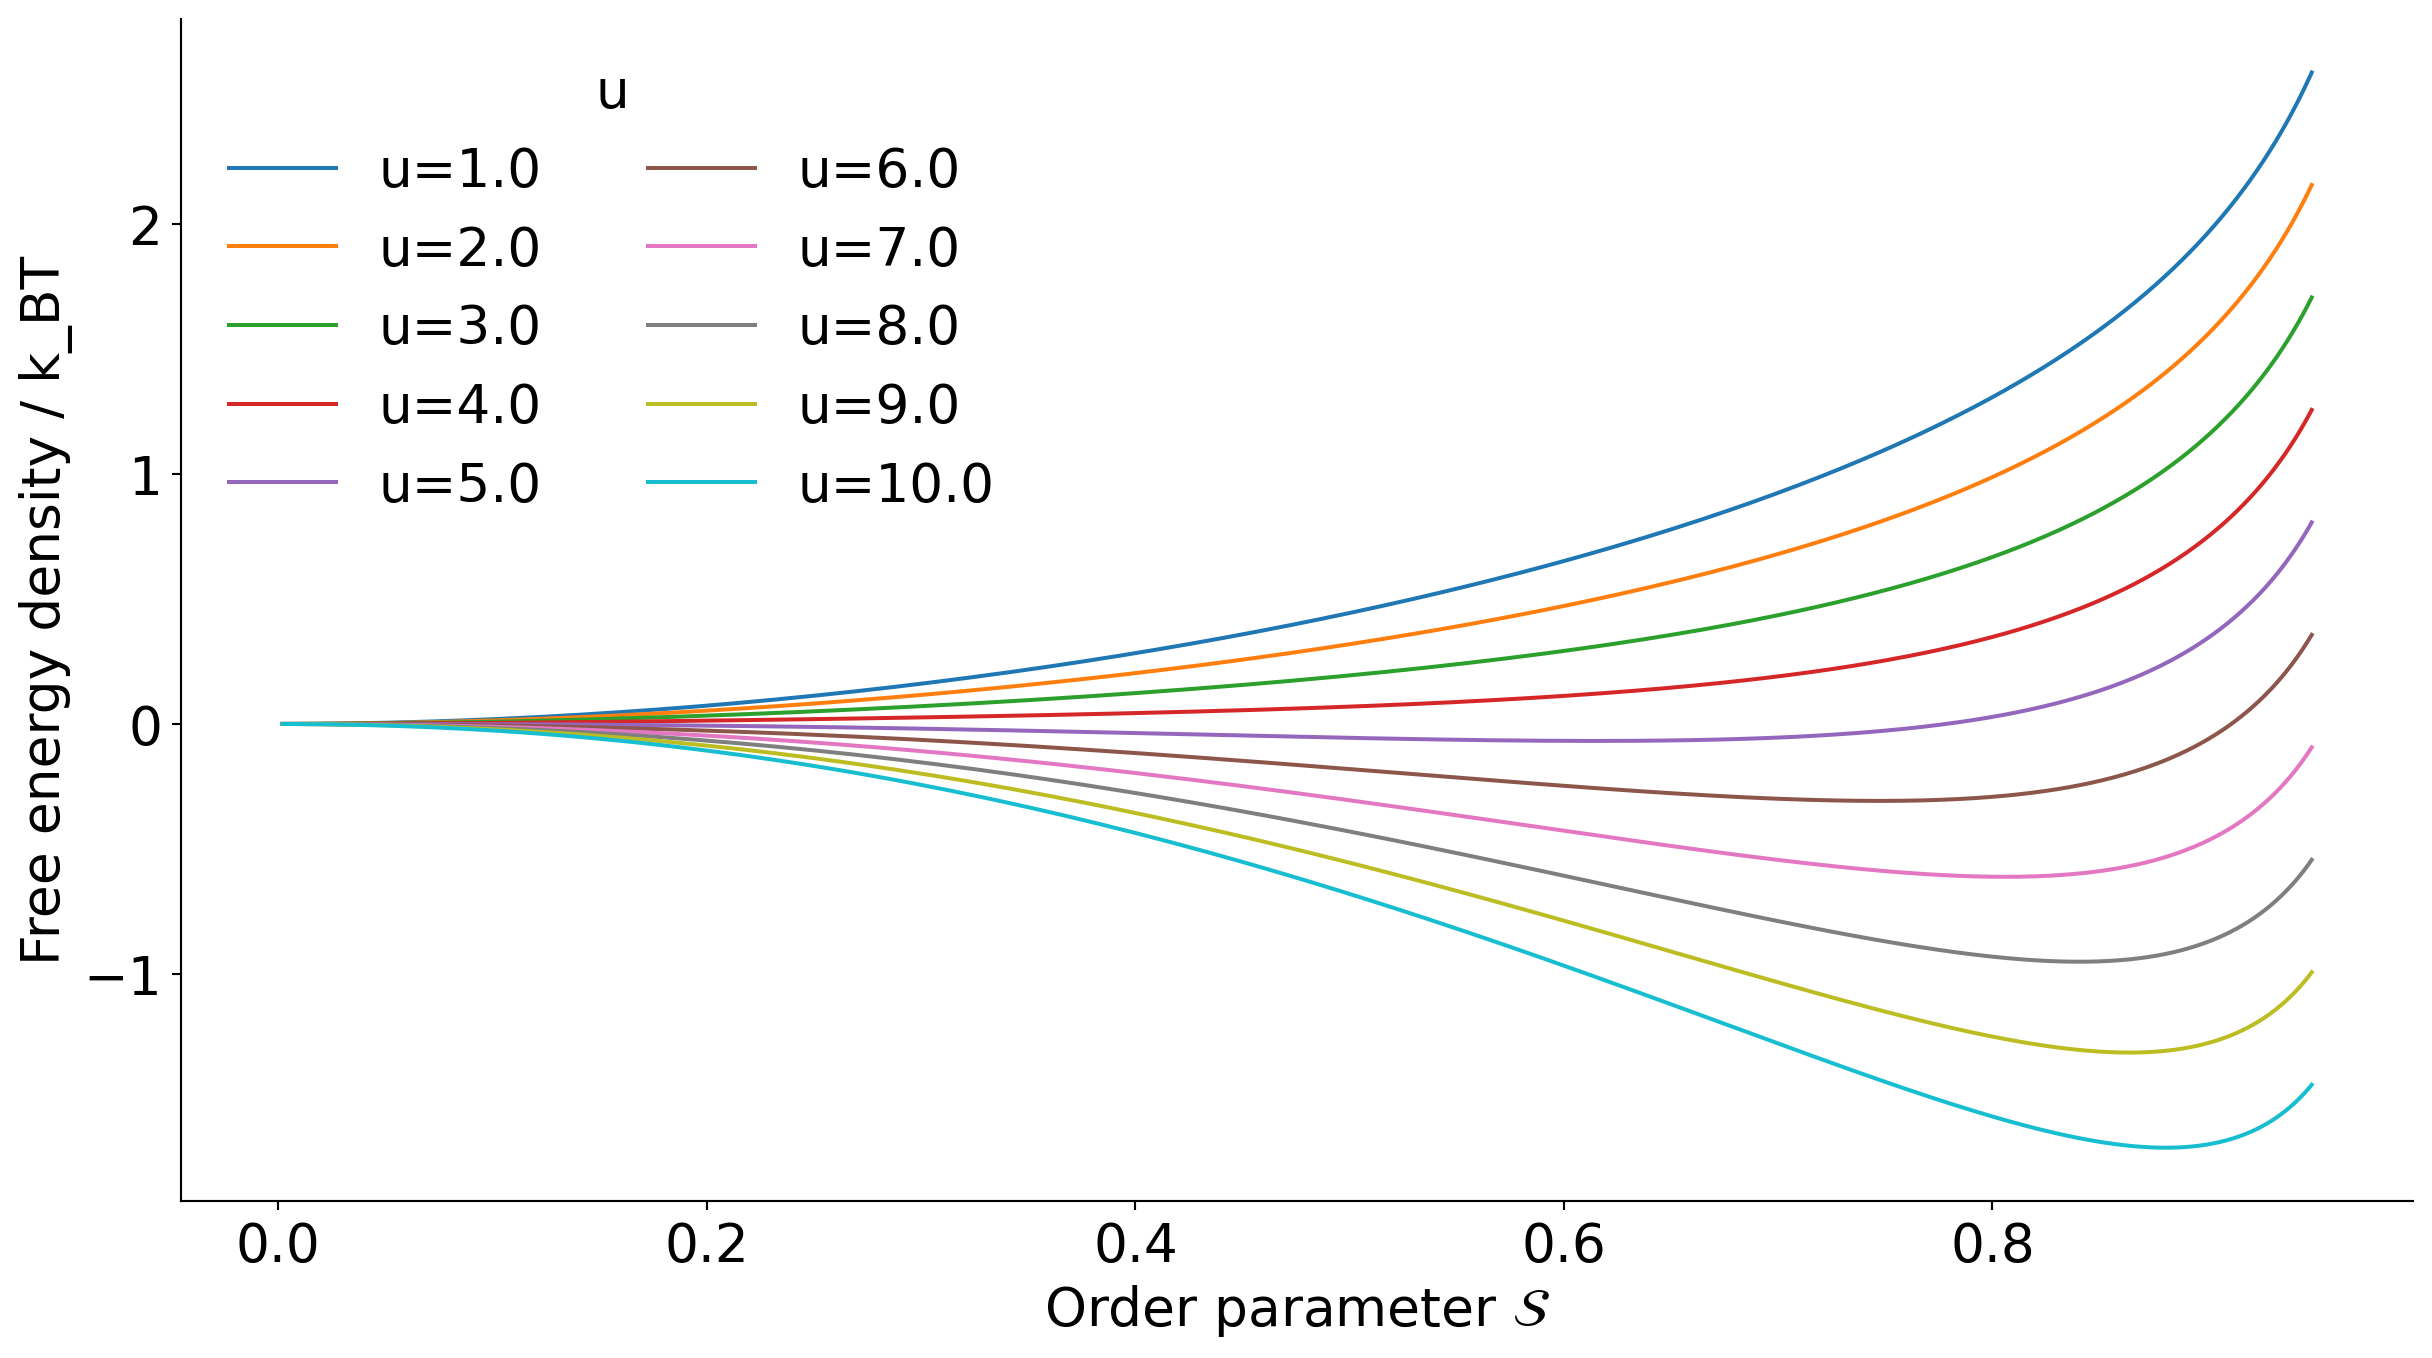 u
u=1.0
u=2.0
u=3.0
u=4.0
u=5.0
u=6.0
u=7.0
u=8.0
u=9.0
u=10.0
Free energy density / k_BT
2
1
0
−1
0.0 0.2 0.4 0.6 0.8
Order parameter 𝒮